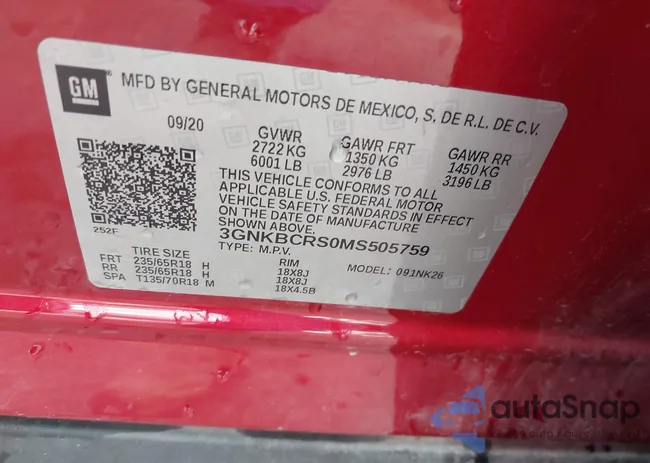 GM
MFD BY GENERAL MOTORS DE MEXICO, S. DE R.L. DE C.V.
09/20
GVWR
2722 KG
6001 LB
GAWR FRT
1350 KG
2976 LB
GAWR RR
1450 KG
3196 LB
THIS VEHICLE CONFORMS TO ALL
APPLICABLE U.S. FEDERAL MOTOR
VEHICLE SAFETY STANDARDS IN EFFECT
ON THE DATE OF MANUFACTURE
SHOWN ABOVE.
252F
3GNKBCRS0MS505759
TYPE: M.P.V.
MODEL: 091NK26
TIRE SIZE RIM
FRT 235/65R18 H 18X8J
RR 235/65R18 H 18X8J
SPA T135/70R18 M 18X4.5B
autaSnap